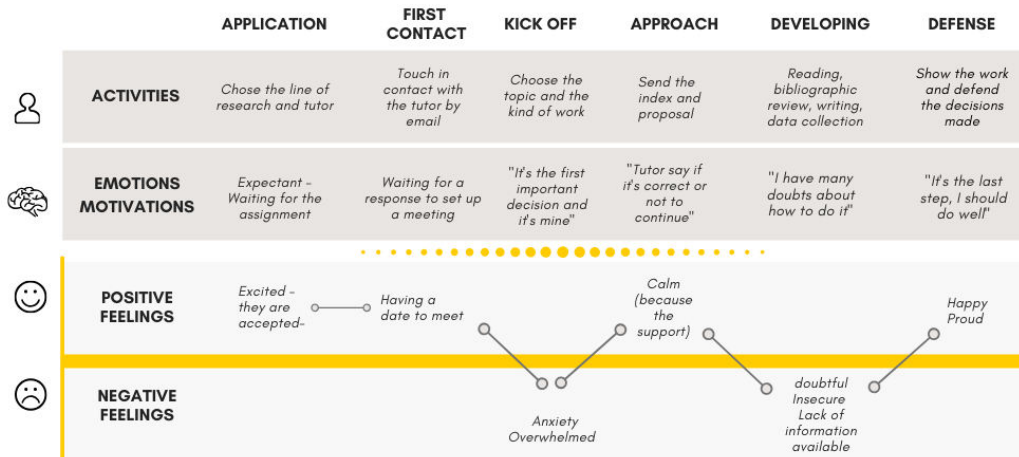 APPLICATION
FIRST
CONTACT
KICK OFF
APPROACH
DEVELOPING
DEFENSE
ACTIVITIES
Chose the line of
research and tutor
Touch in
contact with
the tutor by
email
Choose the
topic and the
kind of work
Send the
index and
proposal
Reading,
bibliographic
review, writing,
data collection
Show the work
and defend
the decisions
made
EMOTIONS
MOTIVATIONS
Expectant -
Waiting for the
assignment
Waiting for a
response to set up
a meeting
"It's the first
important
decision and
it's mine"
"Tutor say if
it's correct or
not to
continue"
"I have many
doubts about
how to do it"
"It's the last
step, I should
do well"
POSITIVE
FEELINGS
Excited -
they are
accepted-
Having a
date to meet
Calm
(because
the
support)
Happy
Proud
NEGATIVE
FEELINGS
Anxiety
Overwhelmed
doubtful
Insecure
Lack of
information
available